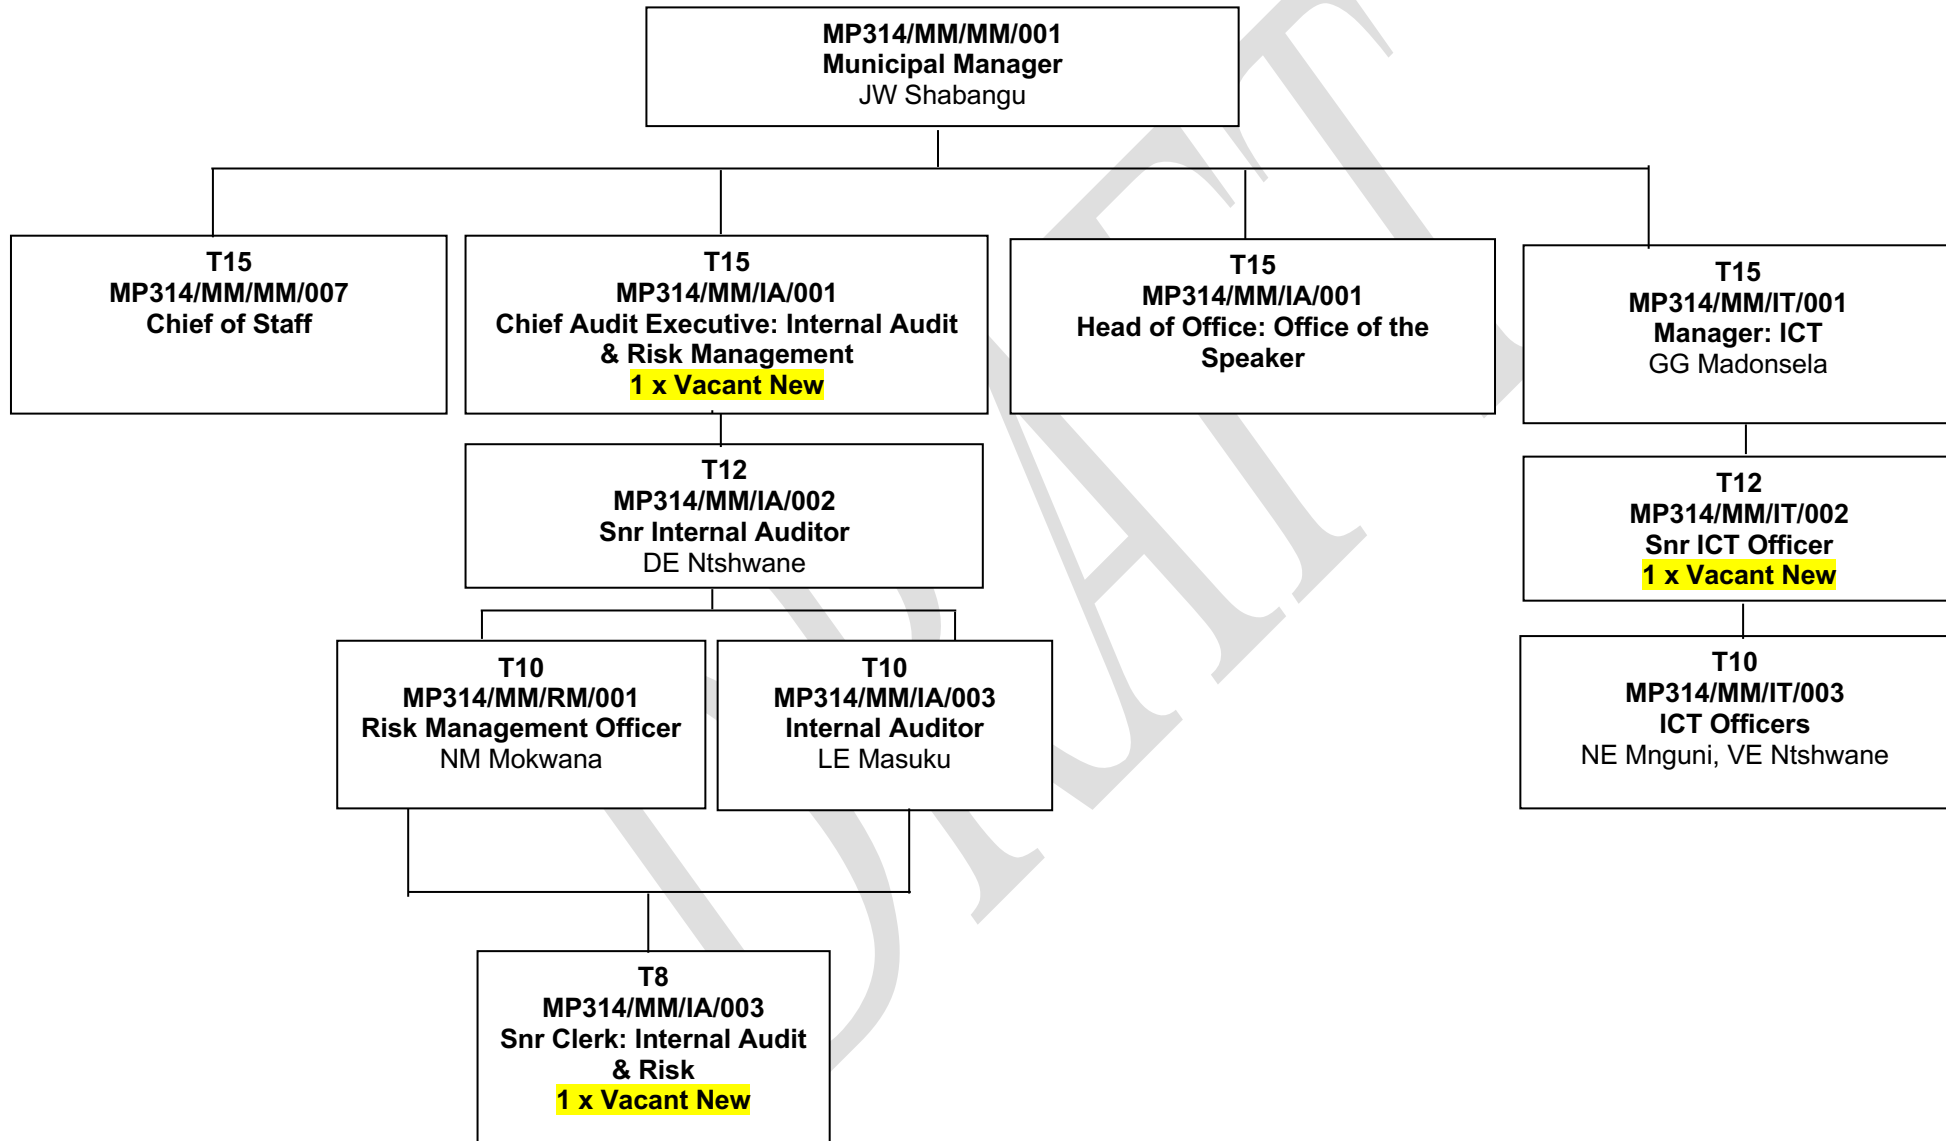 MP314/MM/MM/001
Municipal Manager
JW Shabangu
T15
MP314/MM/MM/007
Chief of Staff
T15
MP314/MM/IA/001
Chief Audit Executive: Internal Audit
& Risk Management
1 x Vacant New
T15
MP314/MM/IA/001
Head of Office: Office of the
Speaker
T15
MP314/MM/IT/001
Manager: ICT
GG Madonsela
T12
MP314/MM/IA/002
Snr Internal Auditor
DE Ntshwane
T12
MP314/MM/IT/002
Snr ICT Officer
1 x Vacant New
T10
MP314/MM/RM/001
Risk Management Officer
NM Mokwana
T10
MP314/MM/IA/003
Internal Auditor
LE Masuku
T10
MP314/MM/IT/003
ICT Officers
NE Mnguni, VE Ntshwane
T8
MP314/MM/IA/003
Snr Clerk: Internal Audit
& Risk
1 x Vacant New
DRAFT